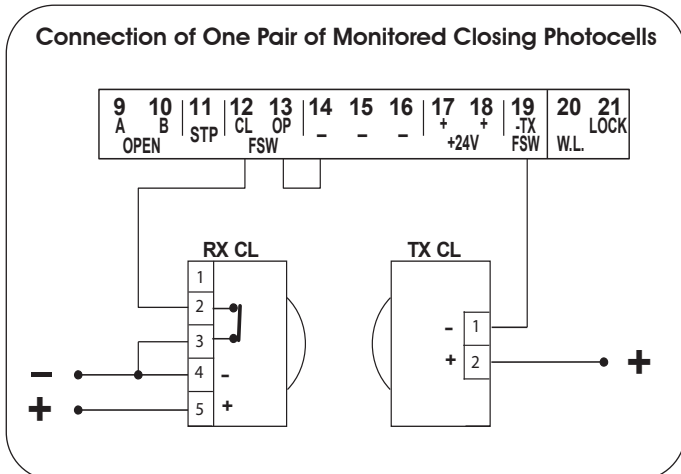 Connection of One Pair of Monitored Closing Photocells
9 10 11 12 13 14 15 16 17 18 19 20 21
A B STP CL OP – – – + + -TX LOCK
OPEN FSW +24V FSW W.L.
RX CL TX CL
1
2
3
4 -
5 +
- 1
+ 2
– +
+